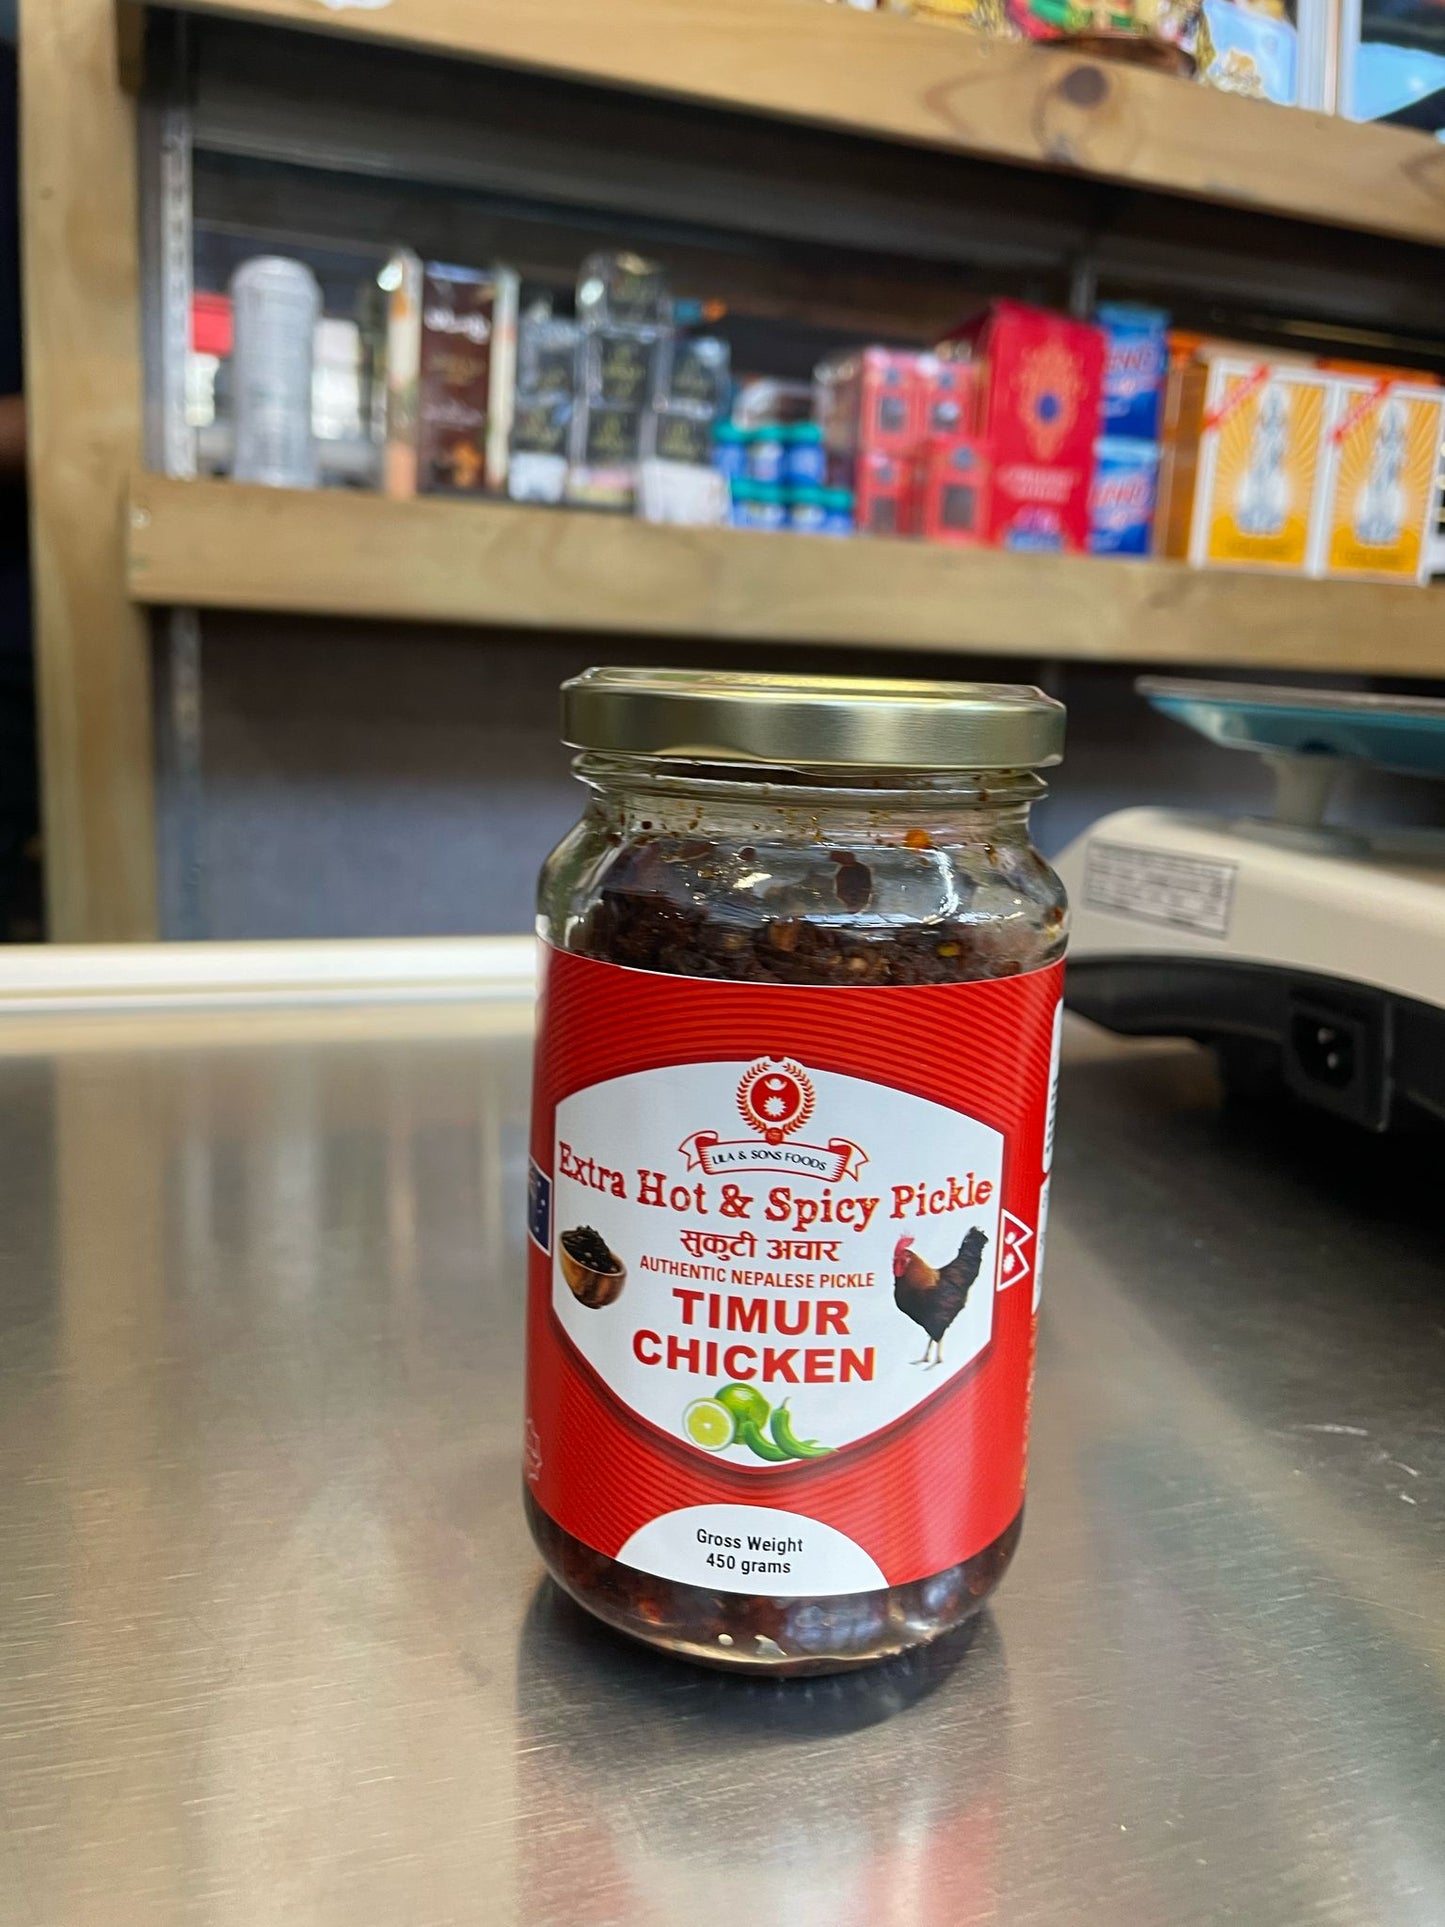 LILA & SONS FOODS
Extra Hot & Spicy Pickle
सुकुटी अचार
AUTHENTIC NEPALESE PICKLE
TIMUR
CHICKEN
Gross Weight
450 grams